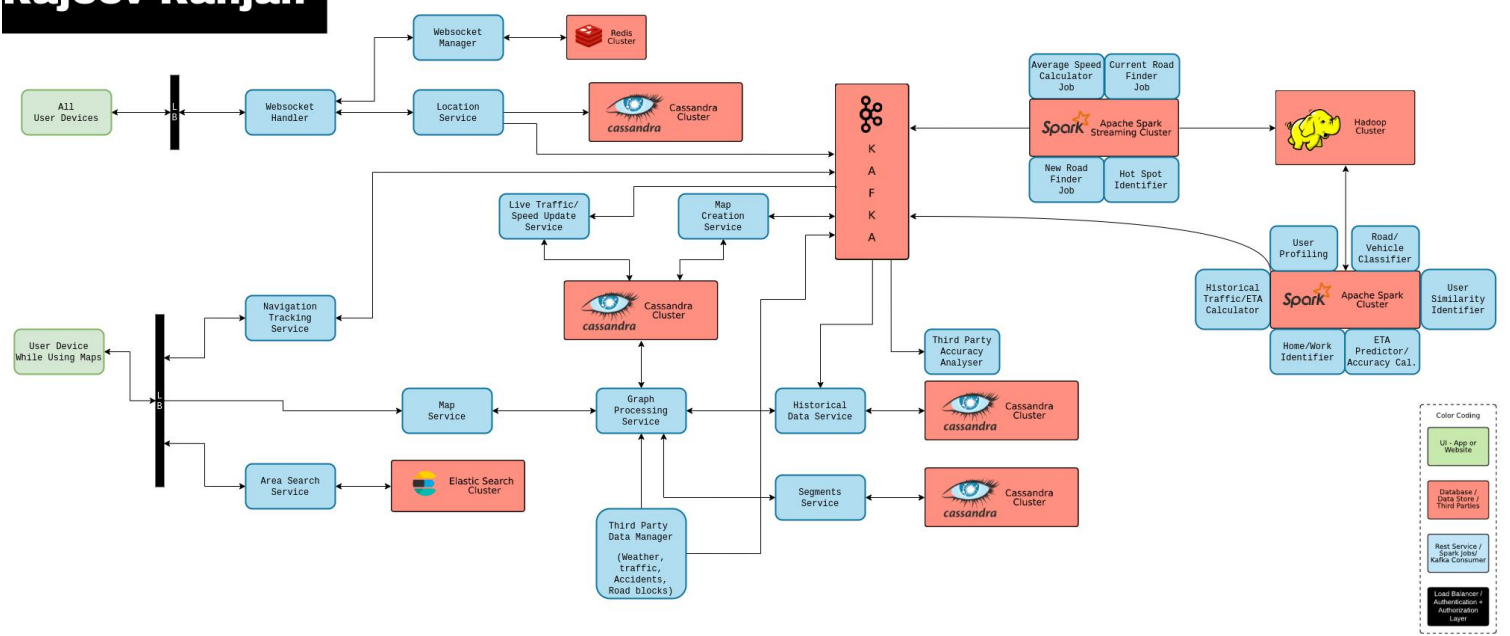 Rajeev Ranjan
Websocket
Manager
Redis
Cluster
All
User Devices
L
B
Websocket
Handler
Location
Service
cassandra
Cassandra
Cluster
K
A
F
K
A
Average Speed
Calculator
Job
Current Road
Finder
Job
Spark
Apache Spark
Streaming Cluster
New Road
Finder
Job
Hot Spot
Identifier
Hadoop
Cluster
Live Traffic/
Speed Update
Service
Map
Creation
Service
cassandra
Cassandra
Cluster
User
Profiling
Road/
Vehicle
Classifier
Historical
Traffic/ETA
Calculator
Spark
Apache Spark
Cluster
User
Similarity
Identifier
Home/Work
Identifier
ETA
Predictor/
Accuracy Cal.
Navigation
Tracking
Service
User Device
While Using Maps
L
B
Third Party
Accuracy
Analyser
Map
Service
Graph
Processing
Service
Historical
Data Service
cassandra
Cassandra
Cluster
Area Search
Service
Elastic Search
Cluster
Segments
Service
cassandra
Cassandra
Cluster
Third Party
Data Manager
(Weather,
traffic,
Accidents,
Road blocks)
Color Coding
UI - App or
Website
Database /
Data Store /
Third Parties
Rest Service /
Spark Jobs/
Kafka Consumer
Load Balancer /
Authentication +
Authorization
Layer